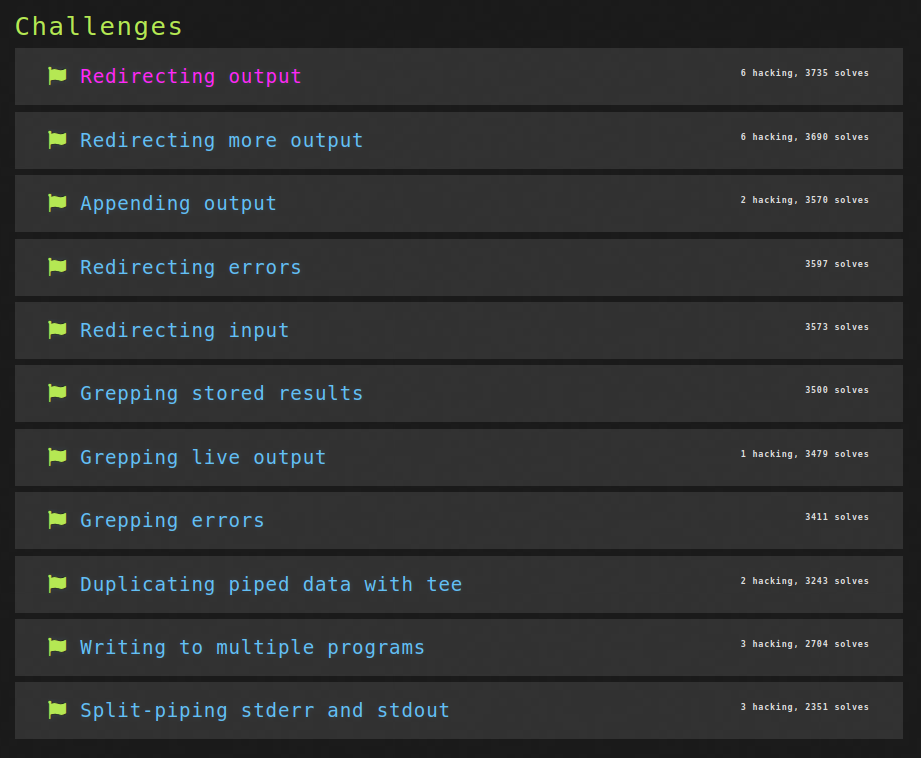 Challenges
Redirecting output 6 hacking, 3735 solves
Redirecting more output 6 hacking, 3690 solves
Appending output 2 hacking, 3570 solves
Redirecting errors 3597 solves
Redirecting input 3573 solves
Grepping stored results 3500 solves
Grepping live output 1 hacking, 3479 solves
Grepping errors 3411 solves
Duplicating piped data with tee 2 hacking, 3243 solves
Writing to multiple programs 3 hacking, 2704 solves
Split-piping stderr and stdout 3 hacking, 2351 solves